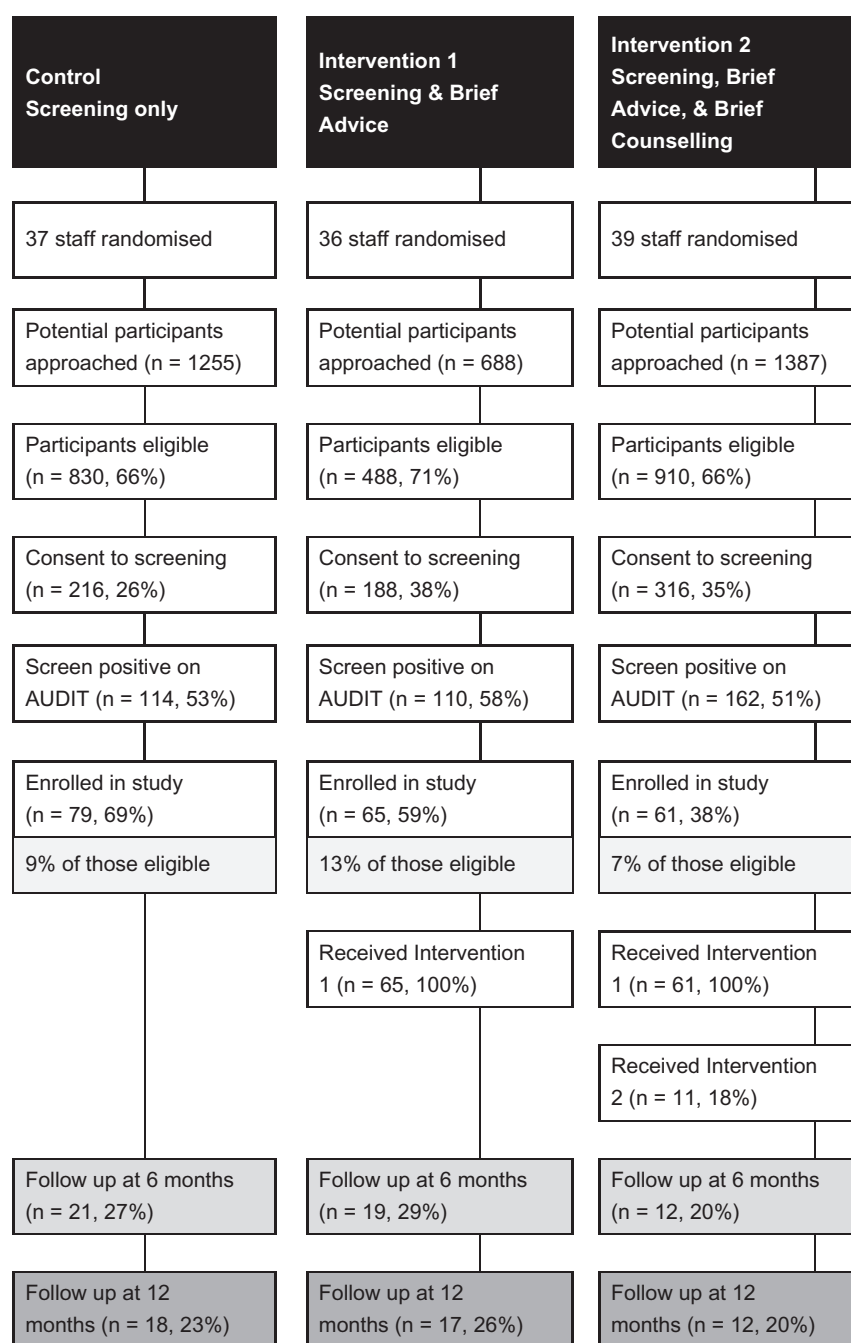 Control
Screening only
37 staff randomised
Potential participants
approached (n = 1255)
Participants eligible
(n = 830, 66%)
Consent to screening
(n = 216, 26%)
Screen positive on
AUDIT (n = 114, 53%)
Enrolled in study
(n = 79, 69%)
9% of those eligible
Follow up at 6 months
(n = 21, 27%)
Follow up at 12
months (n = 18, 23%)
Intervention 1
Screening & Brief
Advice
36 staff randomised
Potential participants
approached (n = 688)
Participants eligible
(n = 488, 71%)
Consent to screening
(n = 188, 38%)
Screen positive on
AUDIT (n = 110, 58%)
Enrolled in study
(n = 65, 59%)
13% of those eligible
Received Intervention
1 (n = 65, 100%)
Follow up at 6 months
(n = 19, 29%)
Follow up at 12
months (n = 17, 26%)
Intervention 2
Screening, Brief
Advice, & Brief
Counselling
39 staff randomised
Potential participants
approached (n = 1387)
Participants eligible
(n = 910, 66%)
Consent to screening
(n = 316, 35%)
Screen positive on
AUDIT (n = 162, 51%)
Enrolled in study
(n = 61, 38%)
7% of those eligible
Received Intervention
1 (n = 61, 100%)
Received Intervention
2 (n = 11, 18%)
Follow up at 6 months
(n = 12, 20%)
Follow up at 12
months (n = 12, 20%)